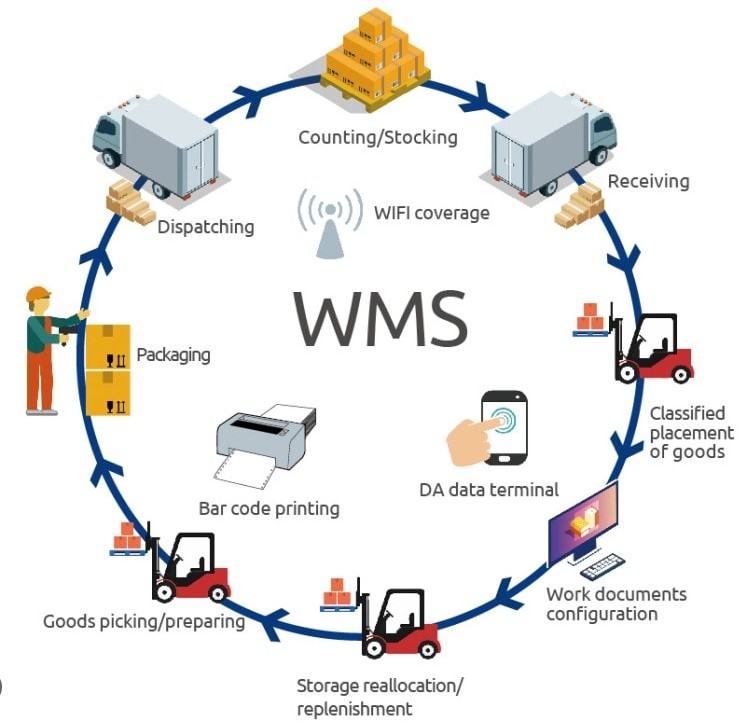 Counting/Stocking
Receiving
WIFI coverage
Dispatching
WMS
Packaging
Classified
placement
of goods
DA data terminal
Bar code printing
Work documents
configuration
Goods picking/preparing
Storage reallocation/
replenishment
)